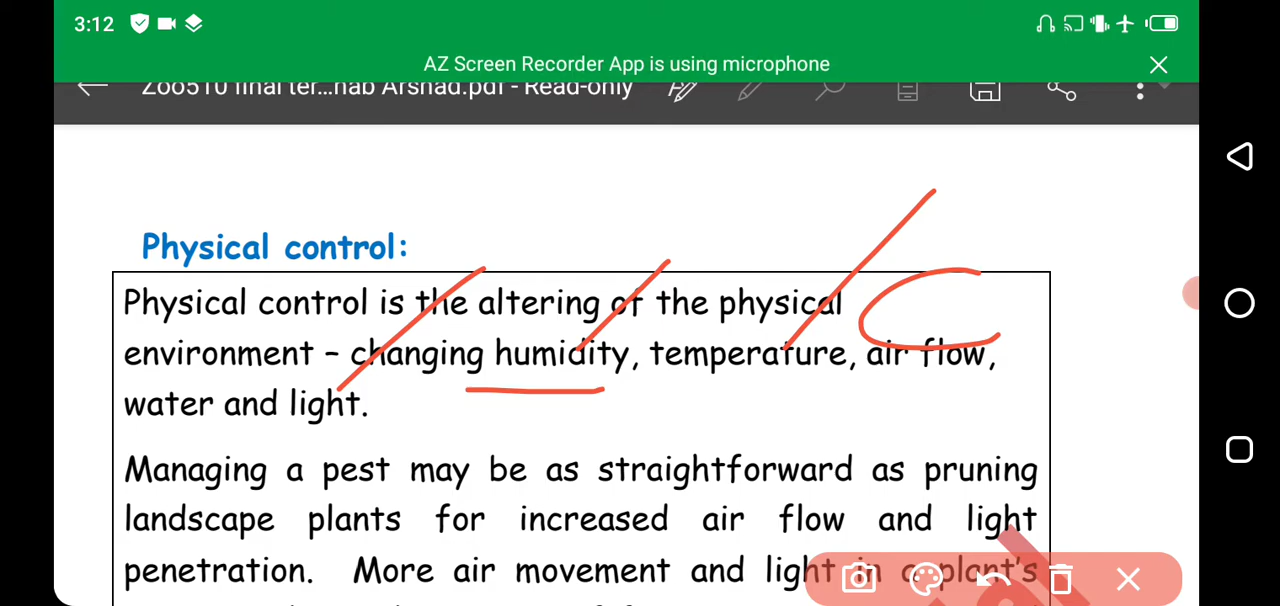 3:12
AZ Screen Recorder App is using microphone
Zoo510 final ter...nab Arshad.pdf - Read-only
Physical control:
Physical control is the altering of the physical
environment – changing humidity, temperature, air flow,
water and light.
Managing a pest may be as straightforward as pruning
landscape plants for increased air flow and light
penetration. More air movement and light in a plant's